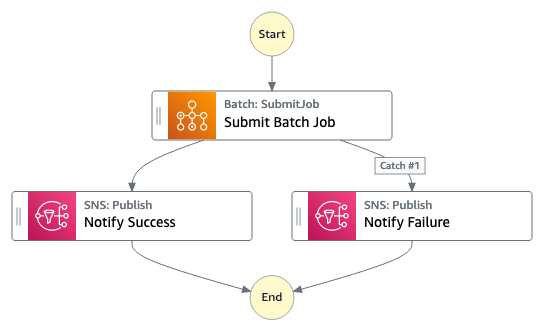 Start
Batch: SubmitJob
Submit Batch Job
Catch #1
SNS: Publish
Notify Success
SNS: Publish
Notify Failure
End